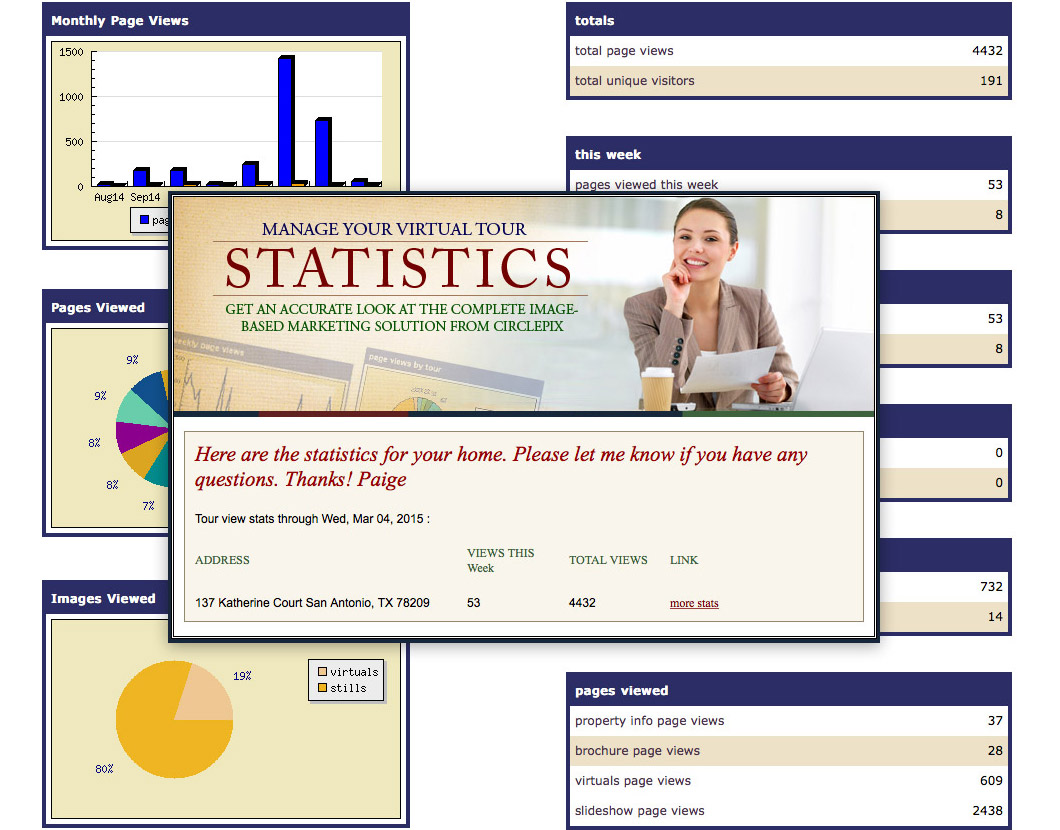 Monthly Page Views
1500
1000
500
0
Aug14 Sep14
Pages Viewed
9%
9%
8%
8%
7%
Images Viewed
19%
80%
virtuals
stills
totals
total page views 4432
total unique visitors 191
this week
pages viewed this week 53
8
53
8
0
0
732
14
pages viewed
property info page views 37
brochure page views 28
virtuals page views 609
slideshow page views 2438
MANAGE YOUR VIRTUAL TOUR
STATISTICS
GET AN ACCURATE LOOK AT THE COMPLETE IMAGE-
BASED MARKETING SOLUTION FROM CIRCLEPIX
weekly page views
page views by tour
Here are the statistics for your home. Please let me know if you have any
questions. Thanks! Paige
Tour view stats through Wed, Mar 04, 2015 :
ADDRESS VIEWS THIS Week TOTAL VIEWS LINK
137 Katherine Court San Antonio, TX 78209 53 4432 more stats